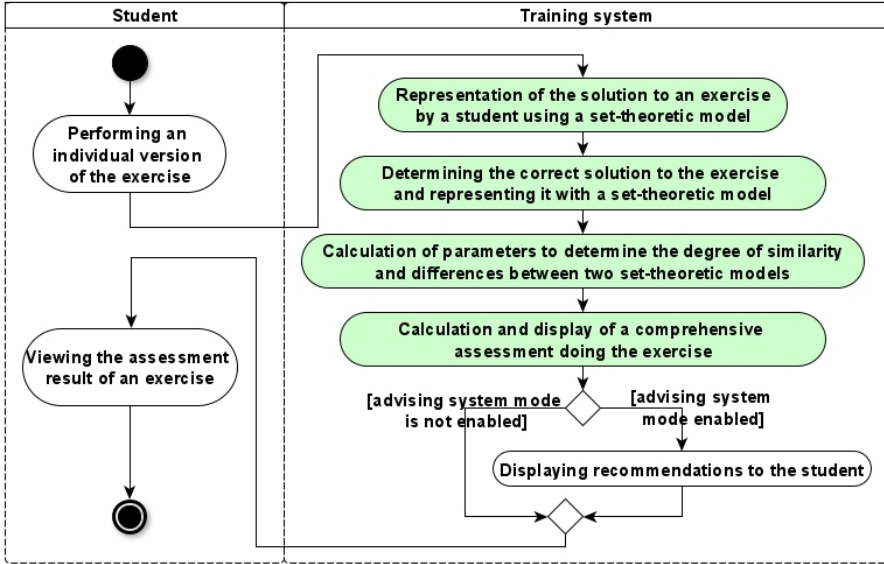 Student
Training system
Performing an
individual version
of the exercise
Representation of the solution to an exercise
by a student using a set-theoretic model
Determining the correct solution to the exercise
and representing it with a set-theoretic model
Calculation of parameters to determine the degree of similarity
and differences between two set-theoretic models
Calculation and display of a comprehensive
assessment doing the exercise
[advising system mode
is not enabled]
[advising system
mode enabled]
Displaying recommendations to the student
Viewing the assessment
result of an exercise